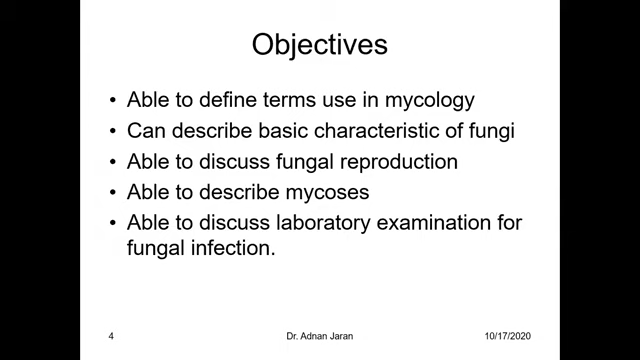 Objectives
• Able to define terms use in mycology
• Can describe basic characteristic of fungi
• Able to discuss fungal reproduction
• Able to describe mycoses
• Able to discuss laboratory examination for
fungal infection.
4
Dr. Adnan Jaran
10/17/2020